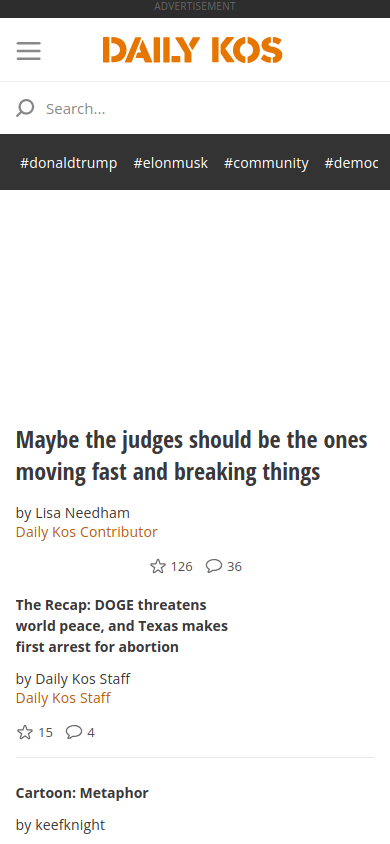 ADVERTISEMENT
DAILY KOS
Search...
#donaldtrump #elonmusk #community #democ
Maybe the judges should be the ones
moving fast and breaking things
by Lisa Needham
Daily Kos Contributor
126 36
The Recap: DOGE threatens
world peace, and Texas makes
first arrest for abortion
by Daily Kos Staff
Daily Kos Staff
15 4
Cartoon: Metaphor
by keefknight